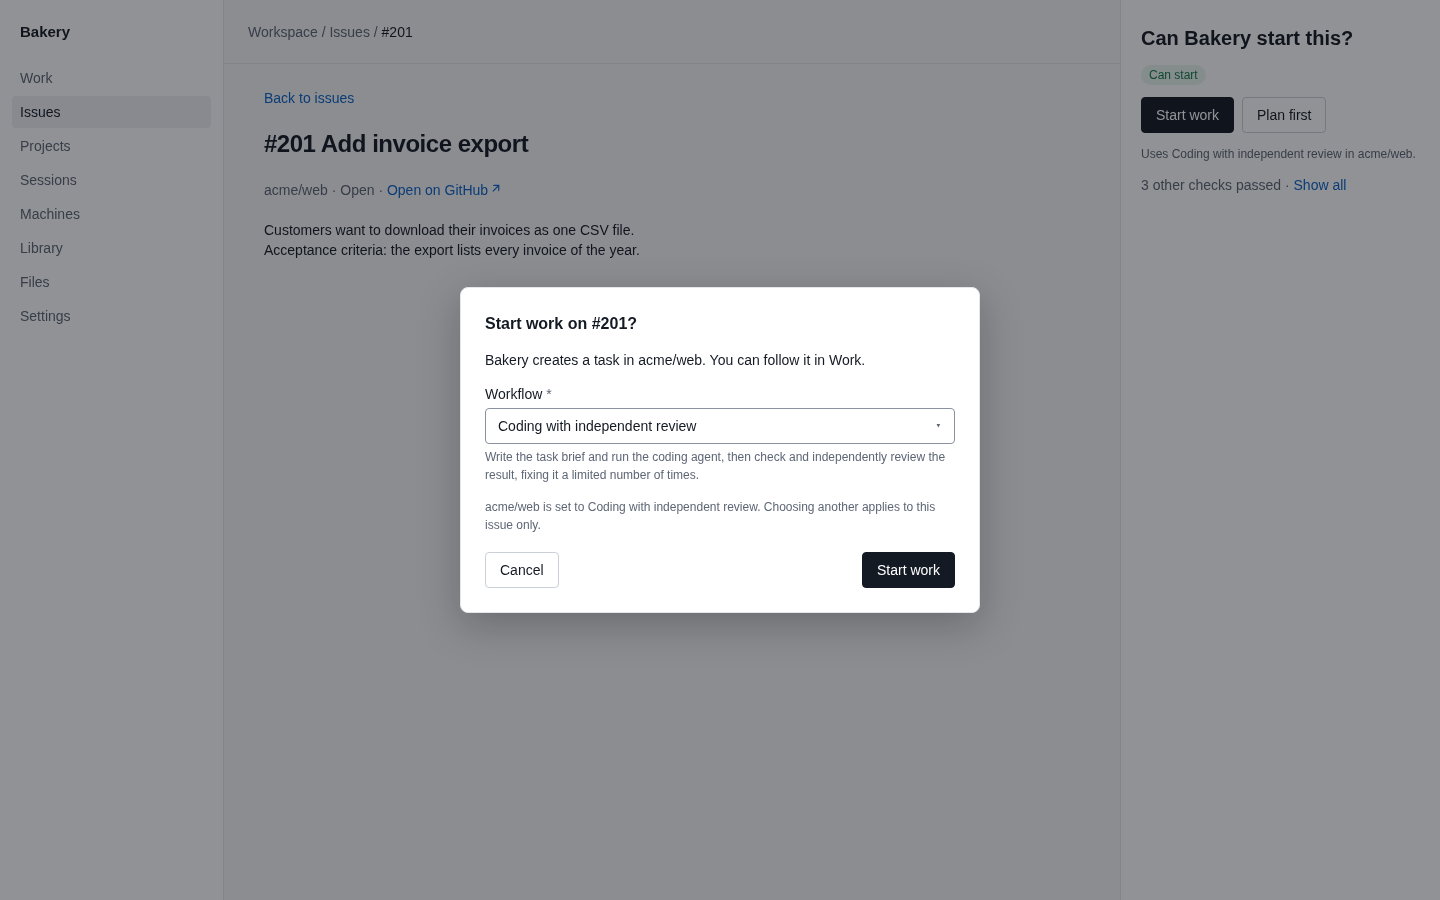 Bakery
Work
Issues
Projects
Sessions
Machines
Library
Files
Settings
Workspace / Issues / #201
Back to issues
#201 Add invoice export
acme/web · Open · Open on GitHub
Customers want to download their invoices as one CSV file.
Acceptance criteria: the export lists every invoice of the year.
Start work on #201?
Bakery creates a task in acme/web. You can follow it in Work.
Workflow *
Coding with independent review
Write the task brief and run the coding agent, then check and independently review the
result, fixing it a limited number of times.
acme/web is set to Coding with independent review. Choosing another applies to this
issue only.
Cancel
Start work
Can Bakery start this?
Can start
Start work
Plan first
Uses Coding with independent review in acme/web.
3 other checks passed · Show all